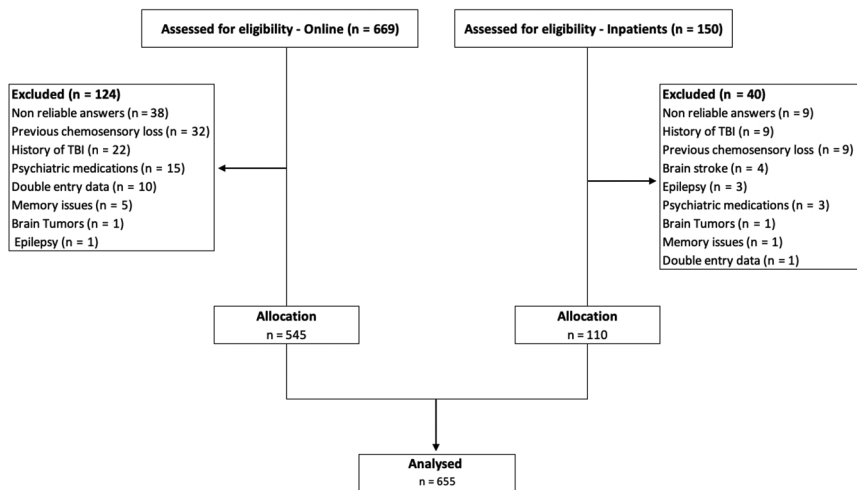 Assessed for eligibility - Online (n = 669)
Assessed for eligibility - Inpatients (n = 150)
Excluded (n = 124)
Non reliable answers (n = 38)
Previous chemosensory loss (n = 32)
History of TBI (n = 22)
Psychiatric medications (n = 15)
Double entry data (n = 10)
Memory issues (n = 5)
Brain Tumors (n = 1)
Epilepsy (n = 1)
Excluded (n = 40)
Non reliable answers (n = 9)
History of TBI (n = 9)
Previous chemosensory loss (n = 9)
Brain stroke (n = 4)
Epilepsy (n = 3)
Psychiatric medications (n = 3)
Brain Tumors (n = 1)
Memory issues (n = 1)
Double entry data (n = 1)
Allocation
n = 545
Allocation
n = 110
Analysed
n = 655